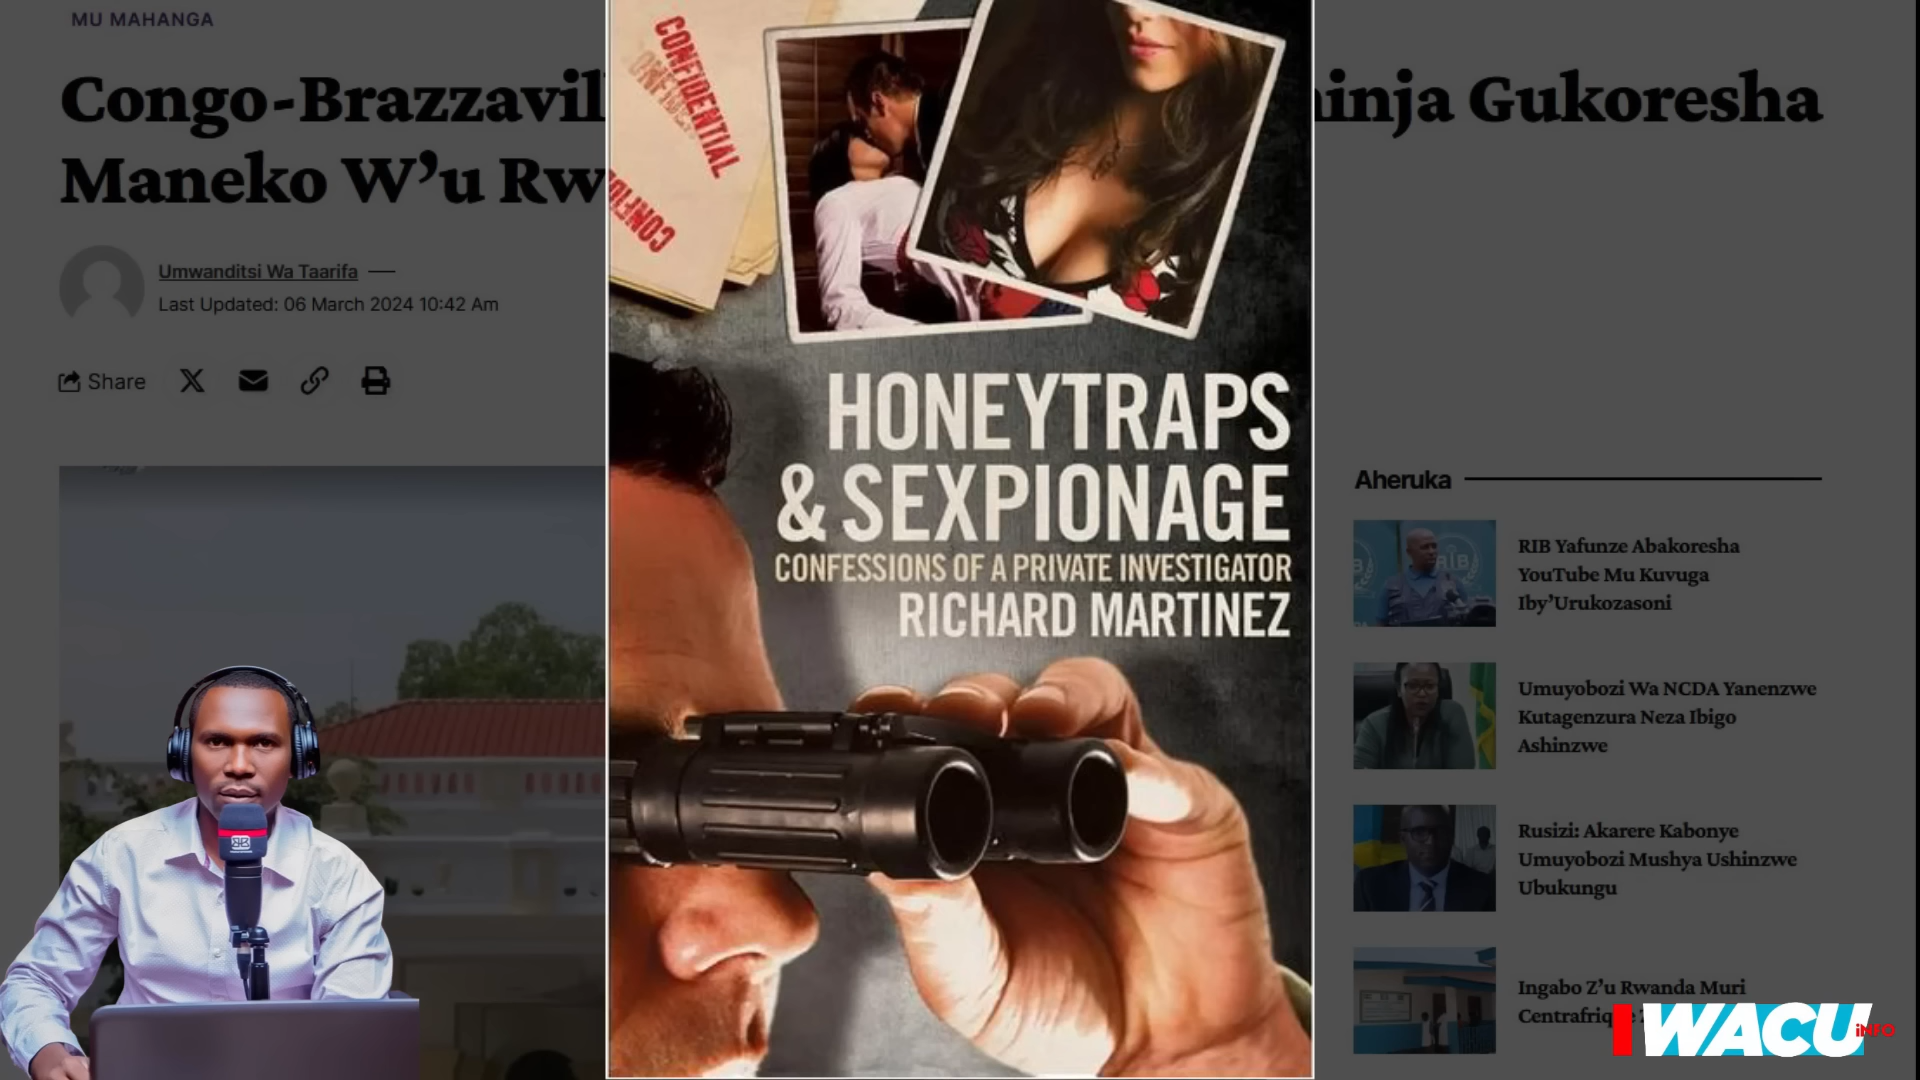 MU MAHANGA
Congo-Brazzavil
inja Gukoresha
Maneko W'u Rw
Umwanditsi Wa Taarifa
Last Updated: 06 March 2024 10:42 Am
Share
CONFIDENTIAL
HONEYTRAPS
& SEXPIONAGE
CONFESSIONS OF A PRIVATE INVESTIGATOR
RICHARD MARTINEZ
Aheruka
RIB Yafunze Abakoresha
YouTube Mu Kuvuga
Iby'Urukozasoni
Umuyobozi Wa NCDA Yanenzwe
Kutagenzura Neza Ibigo
Ashinzwe
Rusizi: Akarere Kabonye
Umuyobozi Mushya Ushinzwe
Ubukungu
Ingabo Z'u Rwanda Muri
Centrafriq
IWACU
iNFO